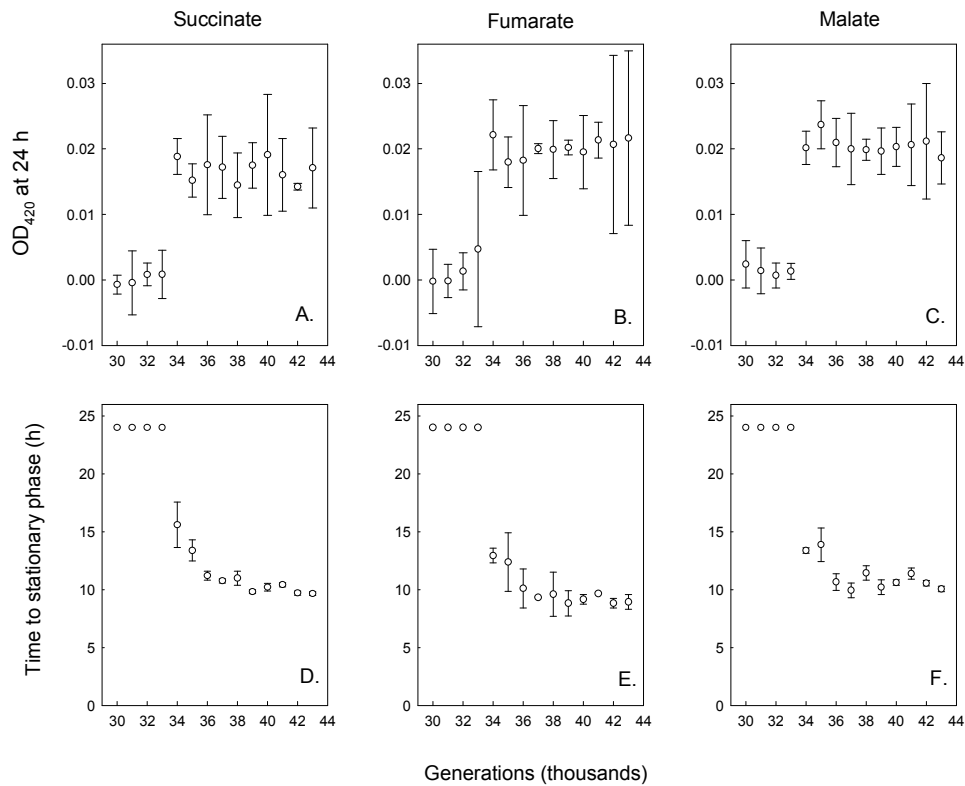 Succinate
Fumarate
Malate
OD420 at 24 h
0.03
0.02
0.01
0.00
-0.01
A.
30 32 34 36 38 40 42 44
0.03
0.02
0.01
0.00
-0.01
B.
30 32 34 36 38 40 42 44
0.03
0.02
0.01
0.00
-0.01
C.
30 32 34 36 38 40 42 44
Time to stationary phase (h)
25
20
15
10
5
0
D.
30 32 34 36 38 40 42 44
25
20
15
10
5
0
E.
30 32 34 36 38 40 42 44
25
20
15
10
5
0
F.
30 32 34 36 38 40 42 44
Generations (thousands)